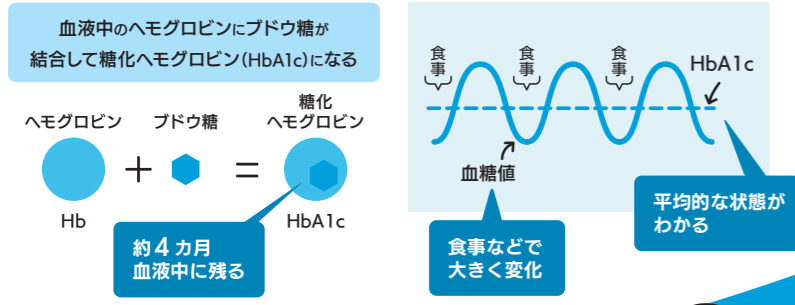 血液中のヘモグロビンにブドウ糖が
結合して糖化ヘモグロビン(HbA1c)になる
ヘモグロビン
ブドウ糖
糖化
ヘモグロビン
+
=
Hb
HbA1c
約4カ月
血液中に残る
食事
食事
食事
HbA1c
血糖値
食事などで
大きく変化
平均的な状態が
わかる